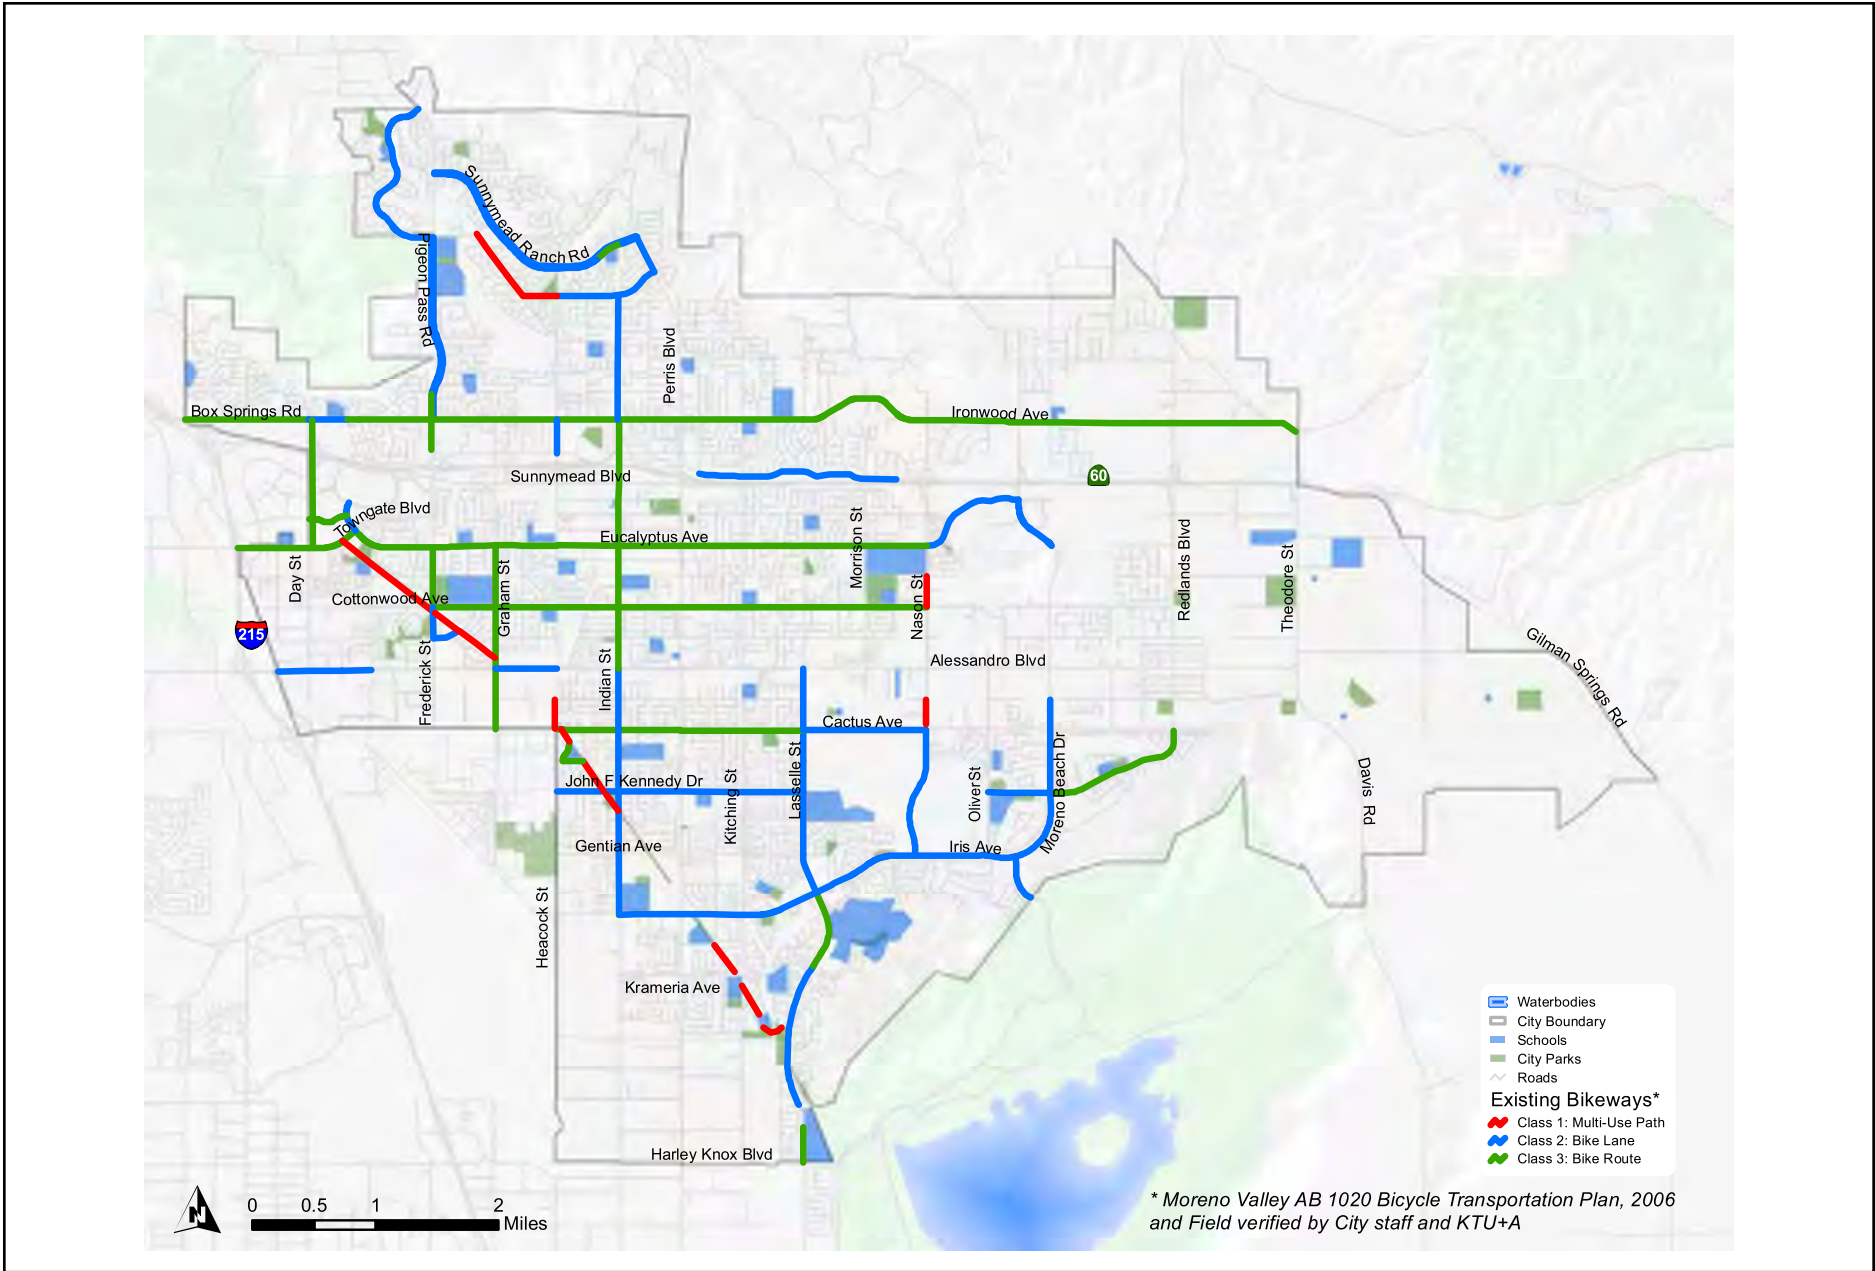 Sunnymead Ranch Rd
Pigeon Pass Rd
Perris Blvd
Box Springs Rd
Ironwood Ave
Sunnymead Blvd
60
Towngate Blvd
Eucalyptus Ave
Morrison St
Redlands Blvd
Theodore St
Day St
Graham St
Cottonwood Ave
Nason St
215
Gilman Springs Rd
Frederick St
Indian St
Alessandro Blvd
Cactus Ave
Lasselle St
Moreno Beach Dr
John F Kennedy Dr
Kitching St
Oliver St
Davis Rd
Gentian Ave
Iris Ave
Heacock St
Krameria Ave
Harley Knox Blvd
Waterbodies
City Boundary
Schools
City Parks
Roads
Existing Bikeways*
Class 1: Multi-Use Path
Class 2: Bike Lane
Class 3: Bike Route
N
0 0.5 1 2
Miles
* Moreno Valley AB 1020 Bicycle Transportation Plan, 2006
and Field verified by City staff and KTU+A